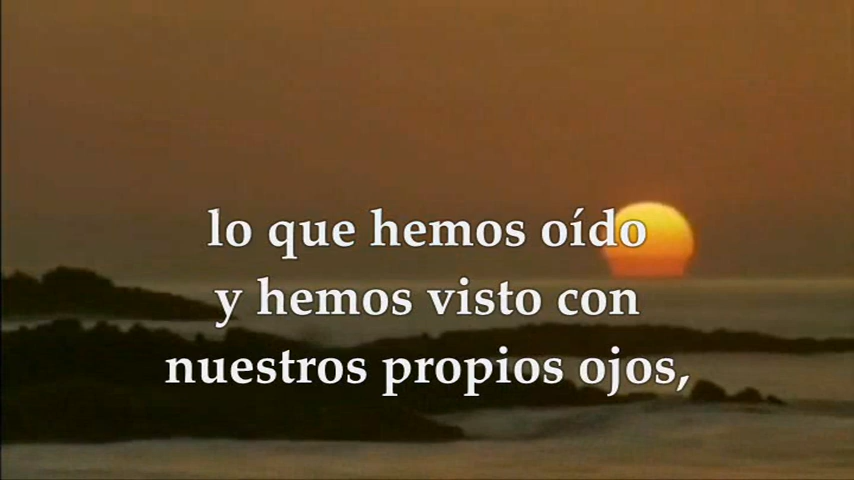 lo que hemos oído
y hemos visto con
nuestros propios ojos,